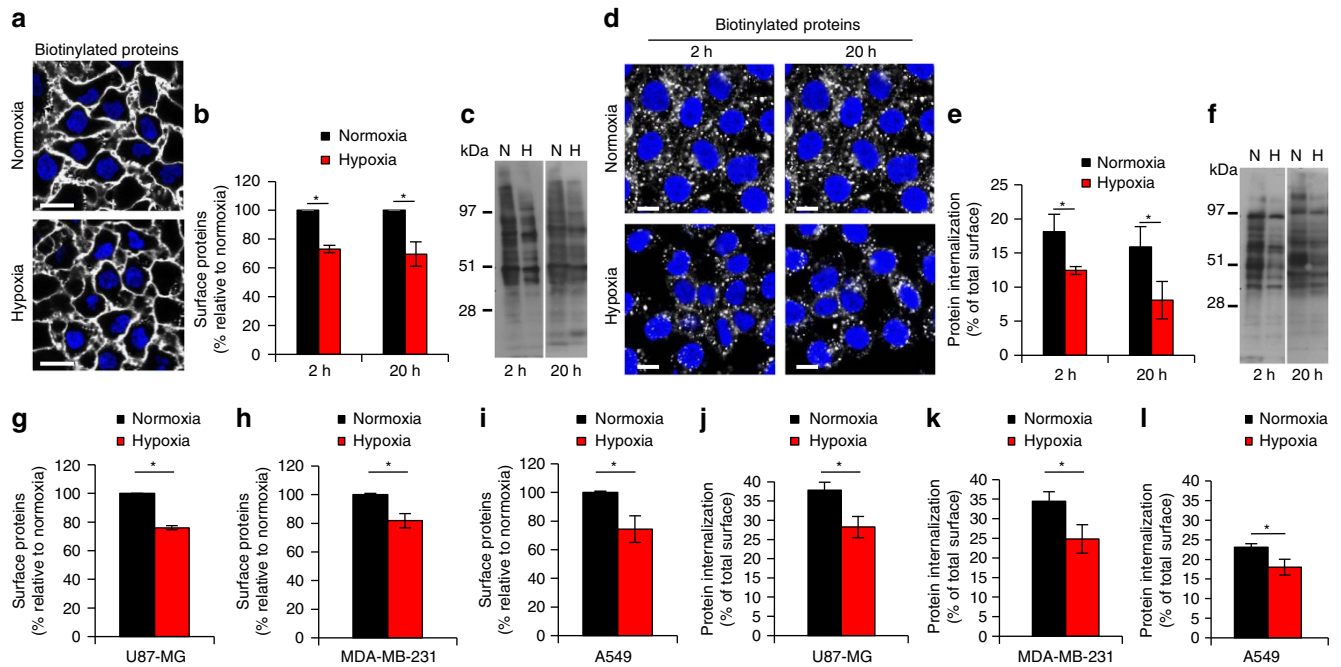 a
Biotinylated proteins
Normoxia
Hypoxia
b
Normoxia
Hypoxia
Surface proteins
(% relative to normoxia)
120
100
80
60
40
20
0
*
*
2 h
20 h
c
kDa
N H
N H
97
51
28
2 h
20 h
d
Biotinylated proteins
2 h
20 h
Normoxia
Hypoxia
e
Normoxia
Hypoxia
Protein internalization
(% of total surface)
25
20
15
10
5
0
*
*
2 h
20 h
f
kDa
N H
N H
97
51
28
2 h
20 h
g
Normoxia
Hypoxia
Surface proteins
(% relative to normoxia)
120
100
80
60
40
20
0
*
U87-MG
h
Normoxia
Hypoxia
Surface proteins
(% relative to normoxia)
120
100
80
60
40
20
0
*
MDA-MB-231
i
Normoxia
Hypoxia
Surface proteins
(% relative to normoxia)
120
100
80
60
40
20
0
*
A549
j
Normoxia
Hypoxia
Protein internalization
(% of total surface)
40
35
30
25
20
15
10
5
0
*
U87-MG
k
Normoxia
Hypoxia
Protein internalization
(% of total surface)
40
35
30
25
20
15
10
5
0
*
MDA-MB-231
l
Normoxia
Hypoxia
Protein internalization
(% of total surface)
40
35
30
25
20
15
10
5
0
*
A549